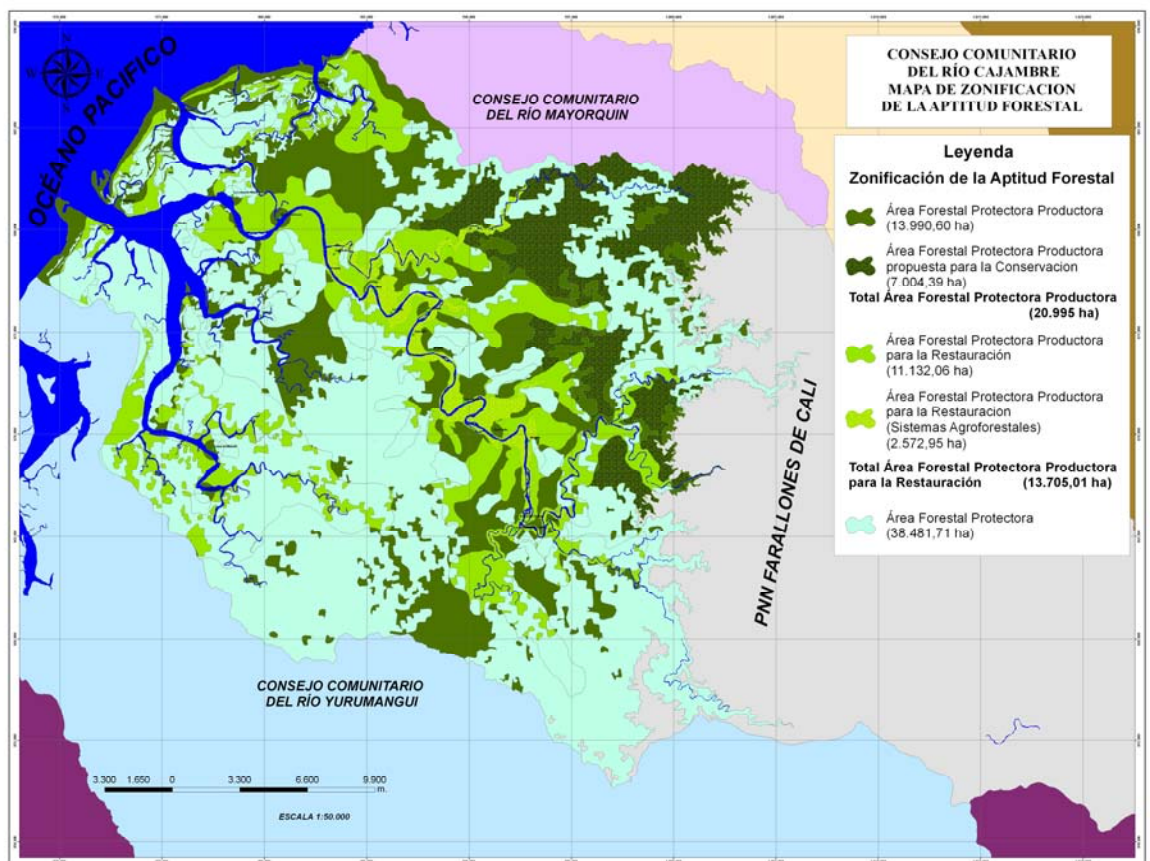 OCÉANO PACIFICO
N
W
E
S
CONSEJO COMUNITARIO
DEL RÍO MAYORQUIN
CONSEJO COMUNITARIO
DEL RÍO CAJAMBRE
MAPA DE ZONIFICACION
DE LA APTITUD FORESTAL
Leyenda
Zonificación de la Aptitud Forestal
Área Forestal Protectora Productora
(13.990,60 ha)
Área Forestal Protectora Productora
propuesta para la Conservacion
(7.004,39 ha)
Total Área Forestal Protectora Productora
(20.995 ha)
Área Forestal Protectora Productora
para la Restauración
(11.132,06 ha)
Área Forestal Protectora Productora
para la Restauracion
(Sistemas Agroforestales)
(2.572,95 ha)
Total Área Forestal Protectora Productora
para la Restauración (13.705,01 ha)
Área Forestal Protectora
(38.481,71 ha)
PNN FARALLONES DE CALI
CONSEJO COMUNITARIO
DEL RÍO YURUMANGUI
3.300 1.650 0 3.300 6.600 9.900
m.
ESCALA 1:50.000